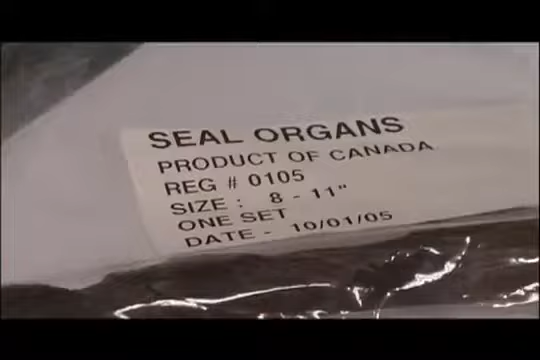 SEAL ORGANS
PRODUCT OF CANADA
REG # 0105
SIZE : 8 - 11"
ONE SET
DATE - 10/01/05